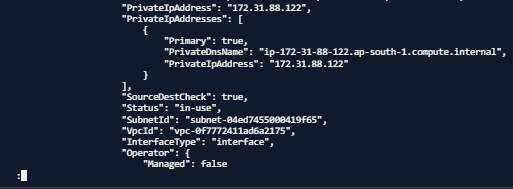 "PrivateIpAddress": "172.31.88.122",
"PrivateIpAddresses": [
{
"Primary": true,
"PrivateDnsName": "ip-172-31-88-122.ap-south-1.compute.internal",
"PrivateIpAddress": "172.31.88.122"
}
],
"SourceDestCheck": true,
"Status": "in-use",
"SubnetId": "subnet-04ed7455000419f65",
"VpcId": "vpc-0f7772411ad6a2175",
"InterfaceType": "interface",
"Operator": {
"Managed": false
: